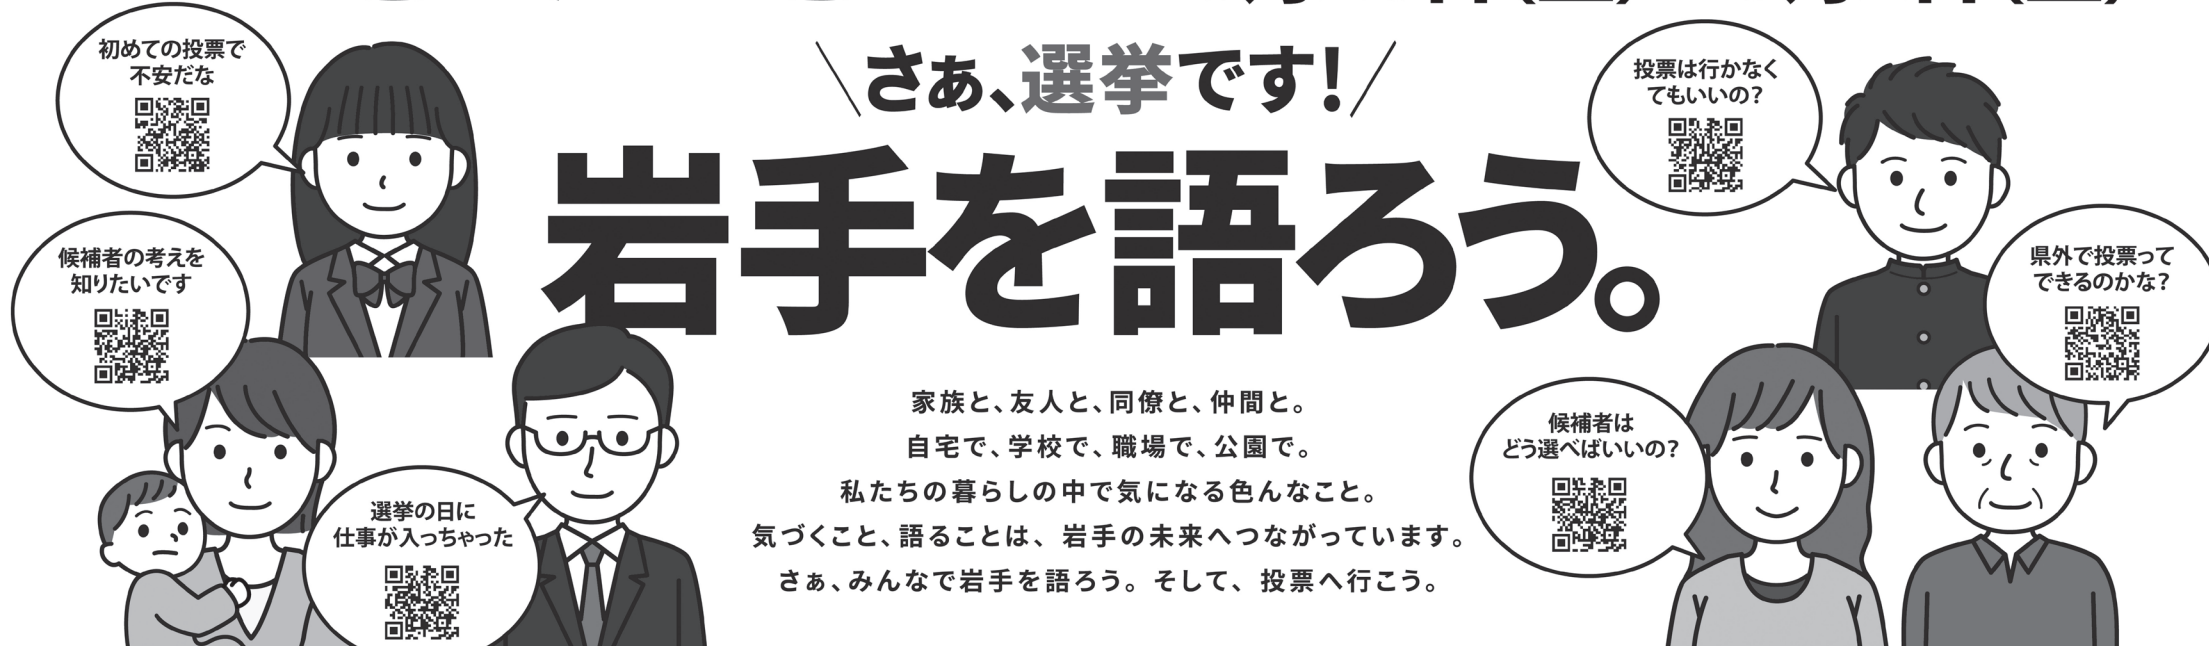 さぁ、選挙です!
岩手を語ろう。
初めての投票で
不安だな
候補者の考えを
知りたいです
選挙の日に
仕事が入っちゃった
投票は行かなく
てもいいの?
県外で投票って
できるのかな?
候補者は
どう選べばいいの?
家族と、友人と、同僚と、仲間と。
自宅で、学校で、職場で、公園で。
私たちの暮らしの中で気になる色んなこと。
気づくこと、語ることは、岩手の未来へつながっています。
さぁ、みんなで岩手を語ろう。そして、投票へ行こう。